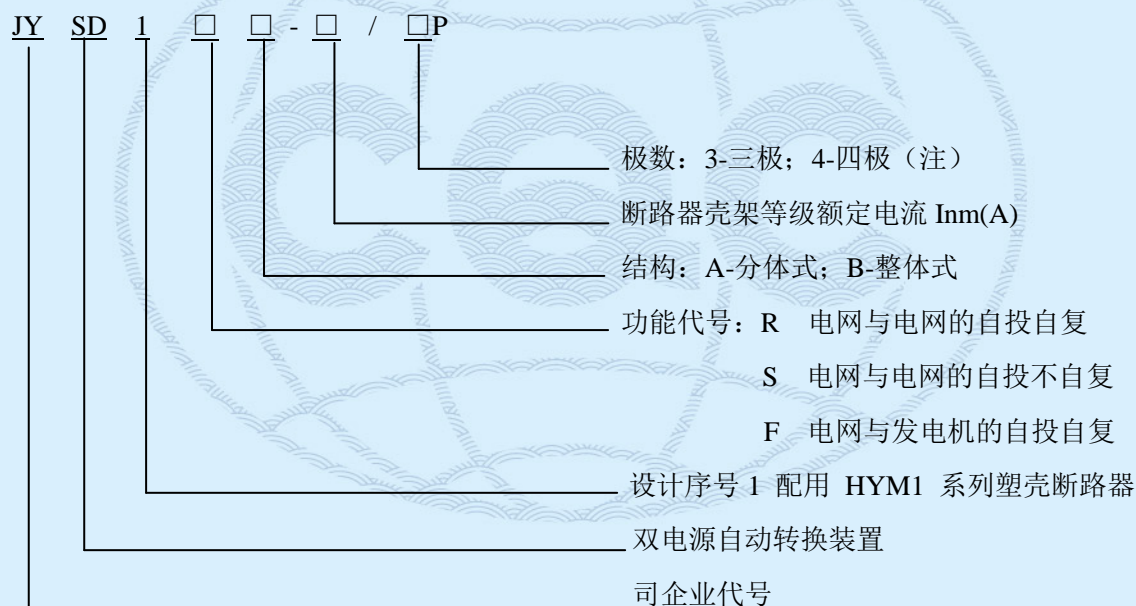 JY SD 1 □ □ - □ / □P
极数：3-三极；4-四极（注）
断路器壳架等级额定电流 Inm(A)
结构：A-分体式；B-整体式
功能代号：R 电网与电网的自投自复
S 电网与电网的自投不自复
F 电网与发电机的自投自复
设计序号 1 配用 HYM1 系列塑壳断路器
双电源自动转换装置
司企业代号